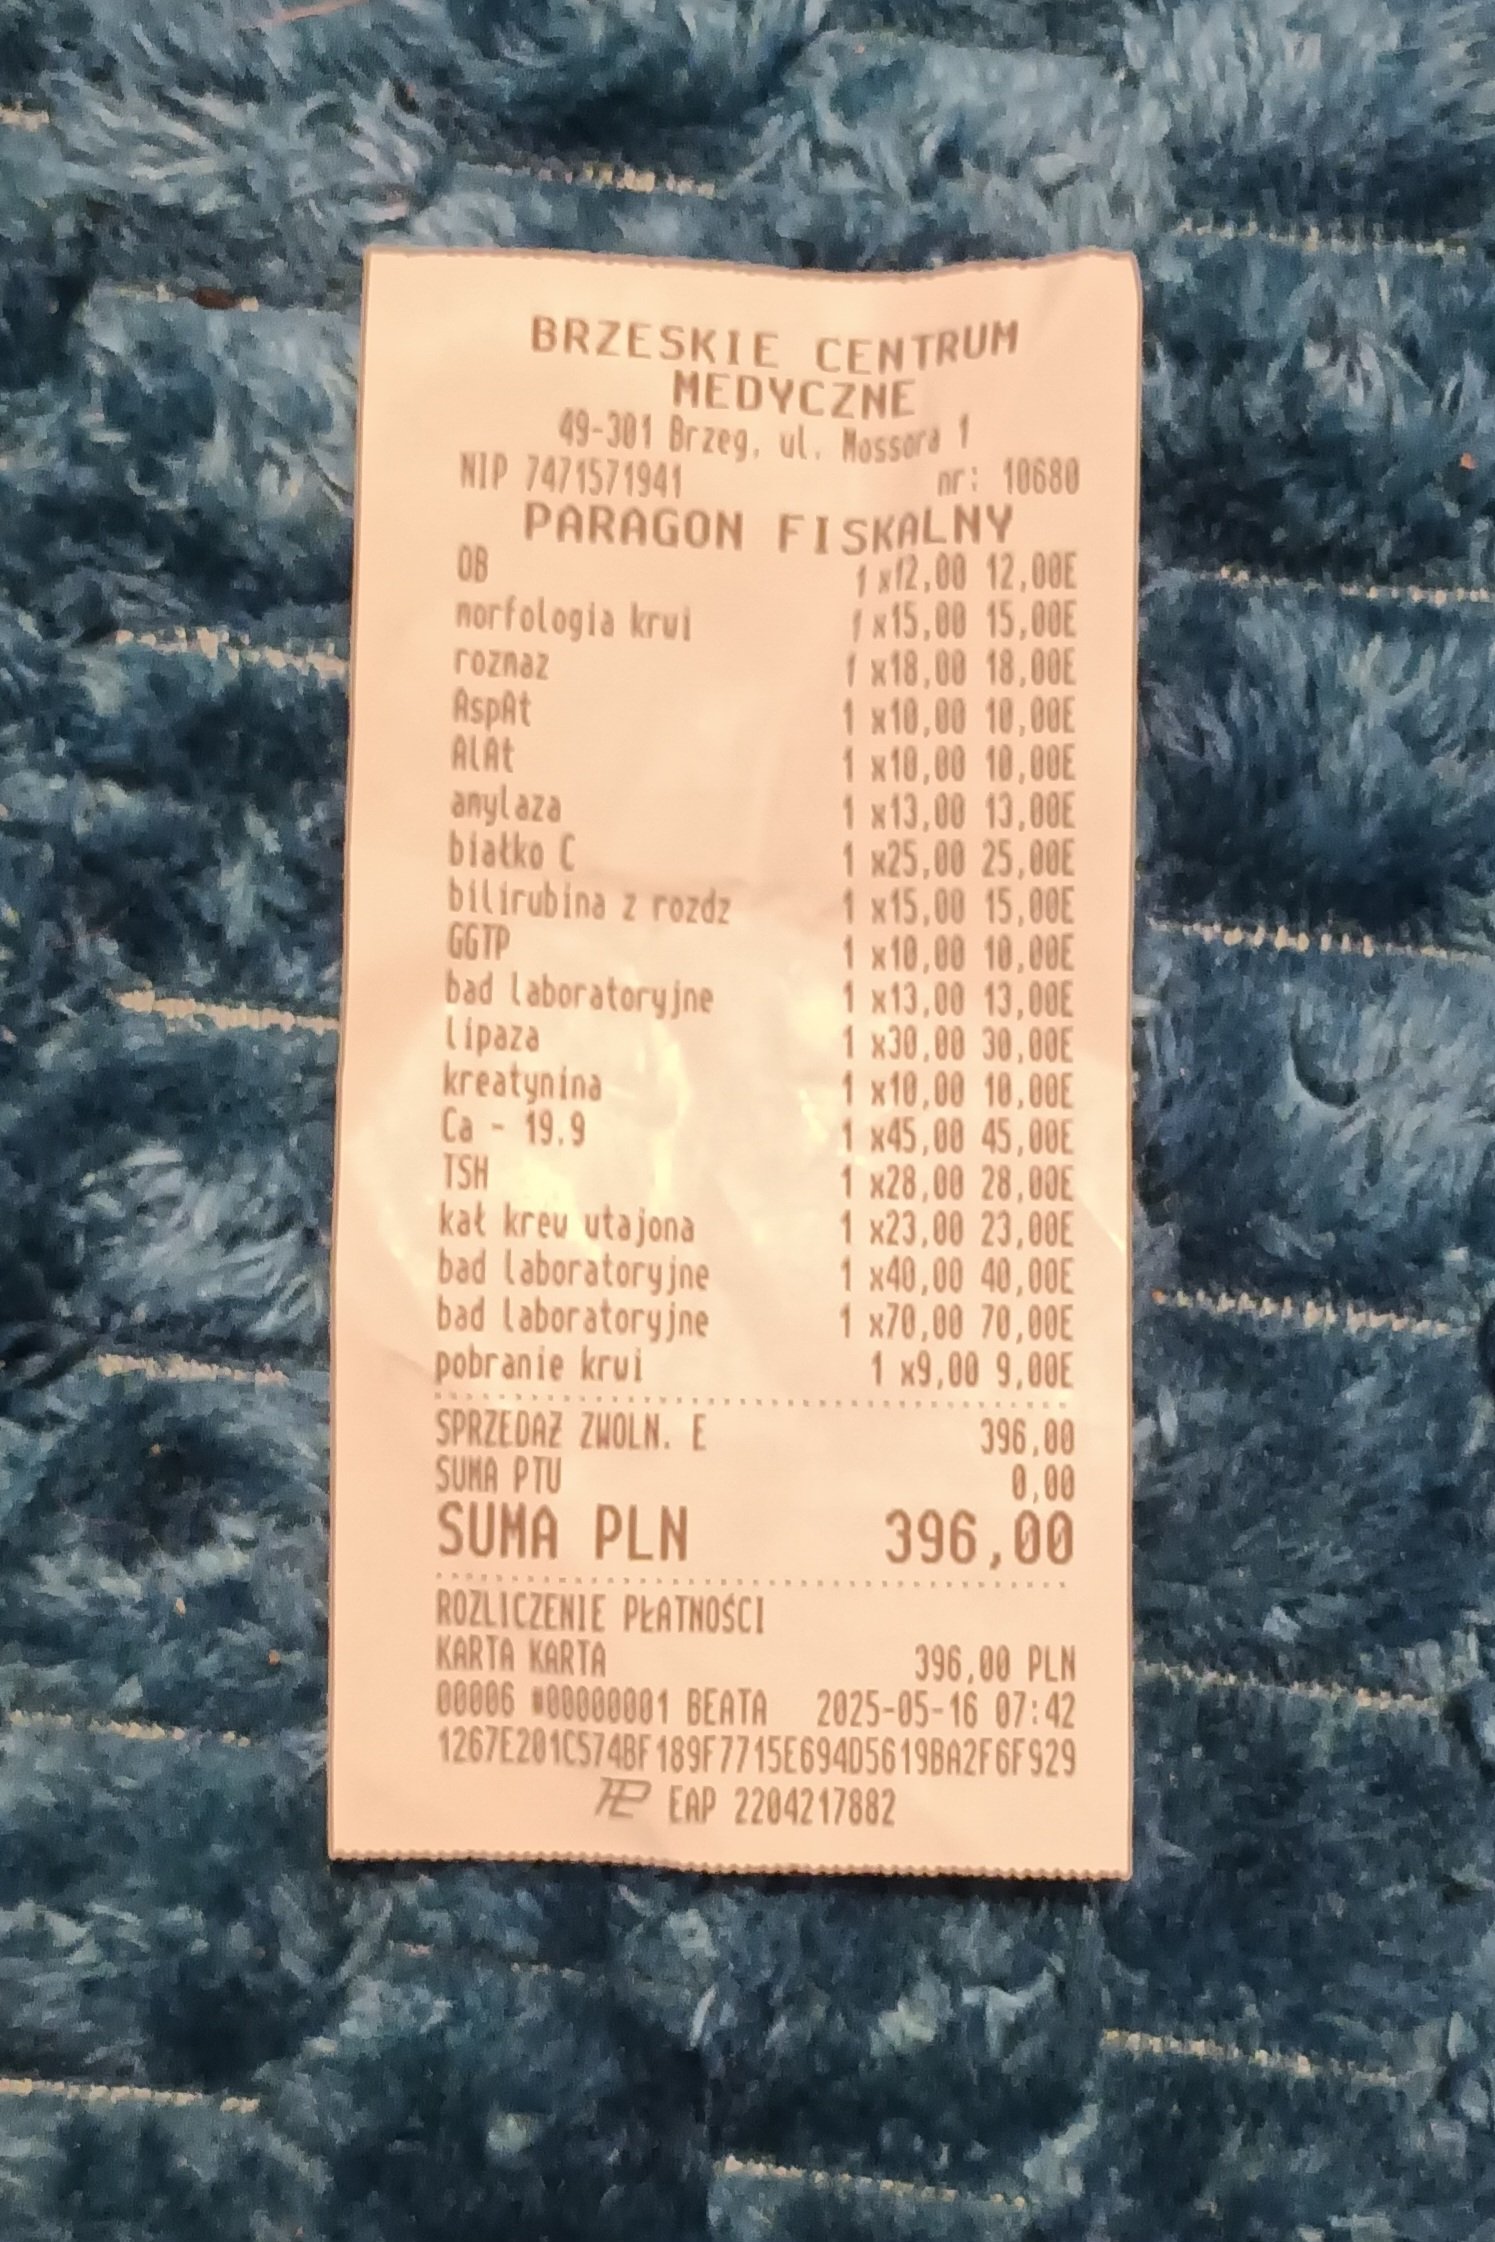 BRZESKIE CENTRUM
MEDYCZNE
49-301 Brzeg, ul. Mossora 1
NIP 7471571941 nr: 10680
PARAGON FISKALNY
OB 1 x12,00 12,00E
morfologia krwi 1 x15,00 15,00E
rozmaz 1 x18,00 18,00E
AspAt 1 x10,00 10,00E
AlAt 1 x10,00 10,00E
amylaza 1 x13,00 13,00E
białko C 1 x25,00 25,00E
bilirubina z rozdz 1 x15,00 15,00E
GGTP 1 x10,00 10,00E
bad laboratoryjne 1 x13,00 13,00E
lipaza 1 x30,00 30,00E
kreatynina 1 x10,00 10,00E
Ca - 19.9 1 x45,00 45,00E
TSH 1 x28,00 28,00E
kał krew utajona 1 x23,00 23,00E
bad laboratoryjne 1 x40,00 40,00E
bad laboratoryjne 1 x70,00 70,00E
pobranie krwi 1 x9,00 9,00E
SPRZEDAŻ ZWOLN. E 396,00
SUMA PTU 0,00
SUMA PLN 396,00
ROZLICZENIE PŁATNOŚCI
KARTA KARTA 396,00 PLN
00006 #00000001 BEATA 2025-05-16 07:42
1267E201C574BF189F7715E694D5619BA2F6F929
EAP 2204217882